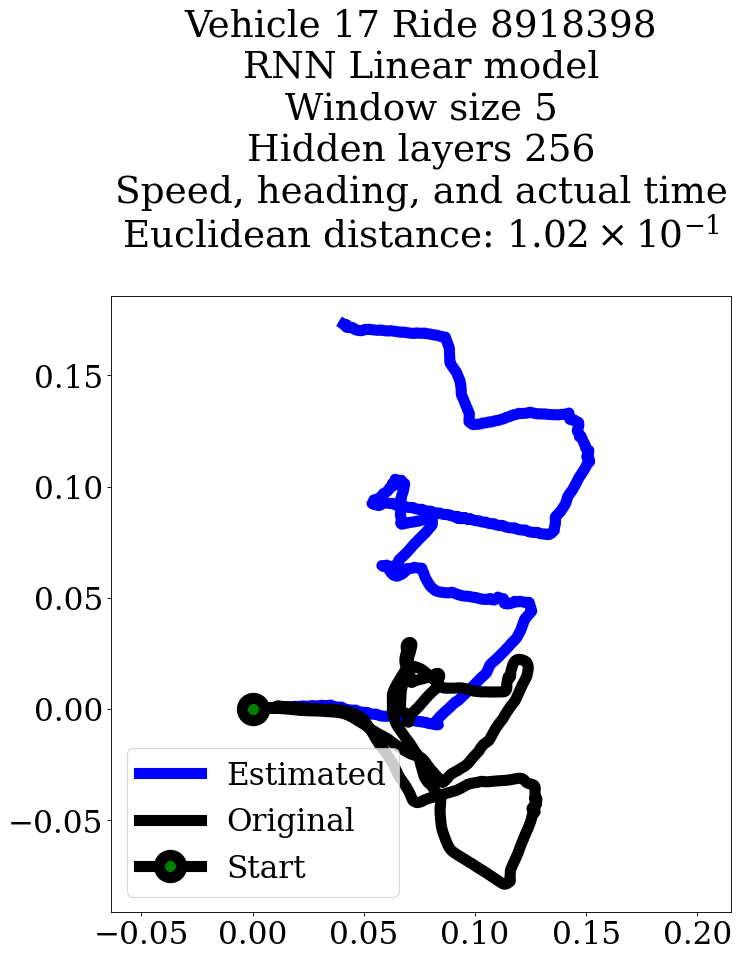 Vehicle 17 Ride 8918398
RNN Linear model
Window size 5
Hidden layers 256
Speed, heading, and actual time
Euclidean distance: 1.02 × 10⁻¹
0.15
0.10
0.05
0.00
−0.05
Estimated
Original
Start
−0.05 0.00 0.05 0.10 0.15 0.20